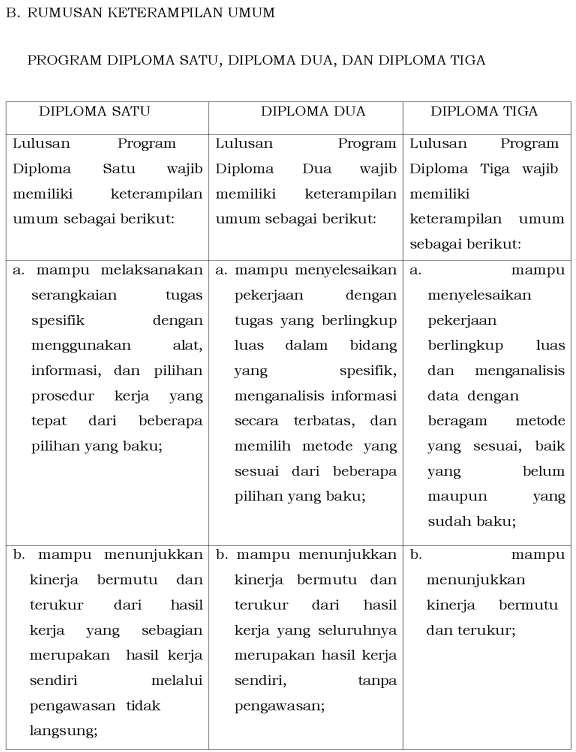 B. RUMUSAN KETERAMPILAN UMUM
PROGRAM DIPLOMA SATU, DIPLOMA DUA, DAN DIPLOMA TIGA
DIPLOMA SATU
Lulusan Program
Diploma Satu wajib
memiliki keterampilan
umum sebagai berikut:
DIPLOMA DUA
Lulusan Program
Diploma Dua wajib
memiliki keterampilan
umum sebagai berikut:
DIPLOMA TIGA
Lulusan Program
Diploma Tiga wajib
memiliki
keterampilan umum
sebagai berikut:
a. mampu melaksanakan
serangkaian tugas
spesifik dengan
menggunakan alat,
informasi, dan pilihan
prosedur kerja yang
tepat dari beberapa
pilihan yang baku;
a. mampu menyelesaikan
pekerjaan dengan
tugas yang berlingkup
luas dalam bidang
yang spesifik,
menganalisis informasi
secara terbatas, dan
memilih metode yang
sesuai dari beberapa
pilihan yang baku;
a. mampu
menyelesaikan
pekerjaan
berlingkup luas
dan menganalisis
data dengan
beragam metode
yang sesuai, baik
yang belum
maupun yang
sudah baku;
b. mampu menunjukkan
kinerja bermutu dan
terukur dari hasil
kerja yang sebagian
merupakan hasil kerja
sendiri melalui
pengawasan tidak
langsung;
b. mampu menunjukkan
kinerja bermutu dan
terukur dari hasil
kerja yang seluruhnya
merupakan hasil kerja
sendiri, tanpa
pengawasan;
b. mampu
menunjukkan
kinerja bermutu
dan terukur;